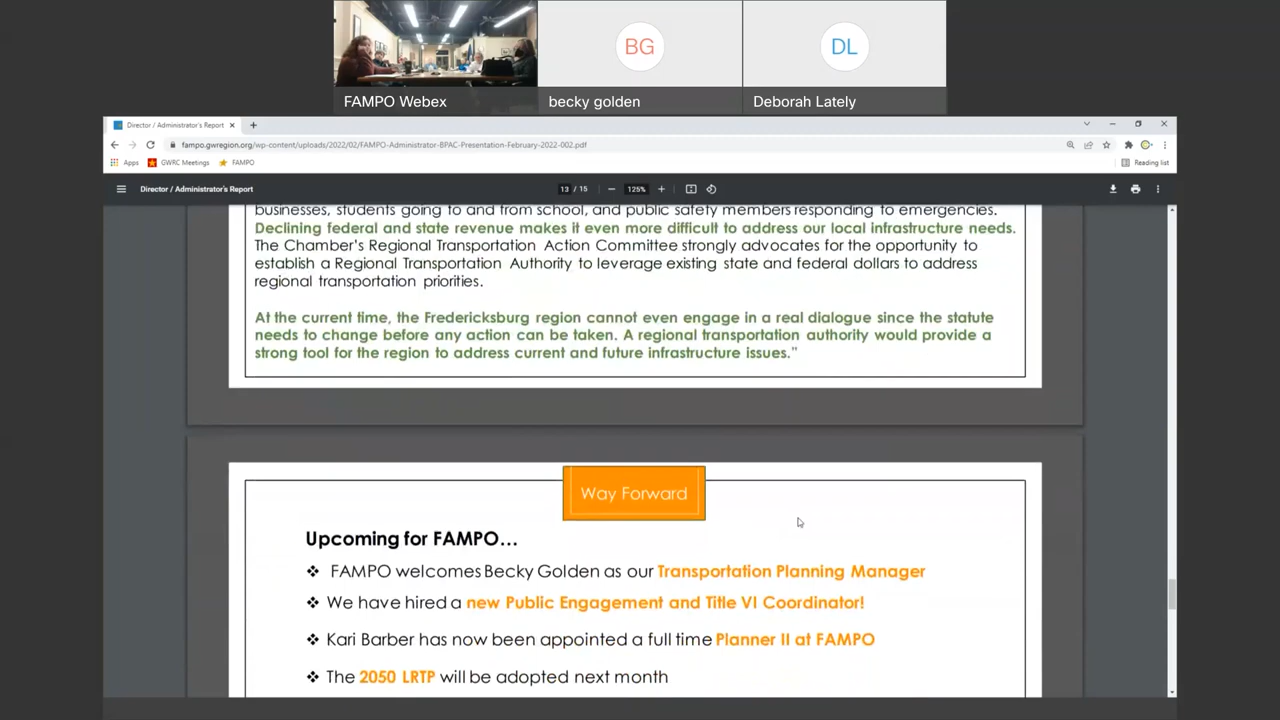 BG
DL
FAMPO Webex
becky golden
Deborah Lately
Director / Administrator's Report
fampo.gwregion.org/wp-content/uploads/2022/02/FAMPO-Administrator-BPAC-Presentation-February-2022-002.pdf
Apps
GWRC Meetings
FAMPO
Reading list
Director / Administrator's Report
13 / 15
125%
businesses, students going to and from school, and public safety members responding to emergencies.
Declining federal and state revenue makes it even more difficult to address our local infrastructure needs.
The Chamber's Regional Transportation Action Committee strongly advocates for the opportunity to
establish a Regional Transportation Authority to leverage existing state and federal dollars to address
regional transportation priorities.
At the current time, the Fredericksburg region cannot even engage in a real dialogue since the statute
needs to change before any action can be taken. A regional transportation authority would provide a
strong tool for the region to address current and future infrastructure issues."
Way Forward
Upcoming for FAMPO…
❖ FAMPO welcomes Becky Golden as our Transportation Planning Manager
❖ We have hired a new Public Engagement and Title VI Coordinator!
❖ Kari Barber has now been appointed a full time Planner II at FAMPO
❖ The 2050 LRTP will be adopted next month